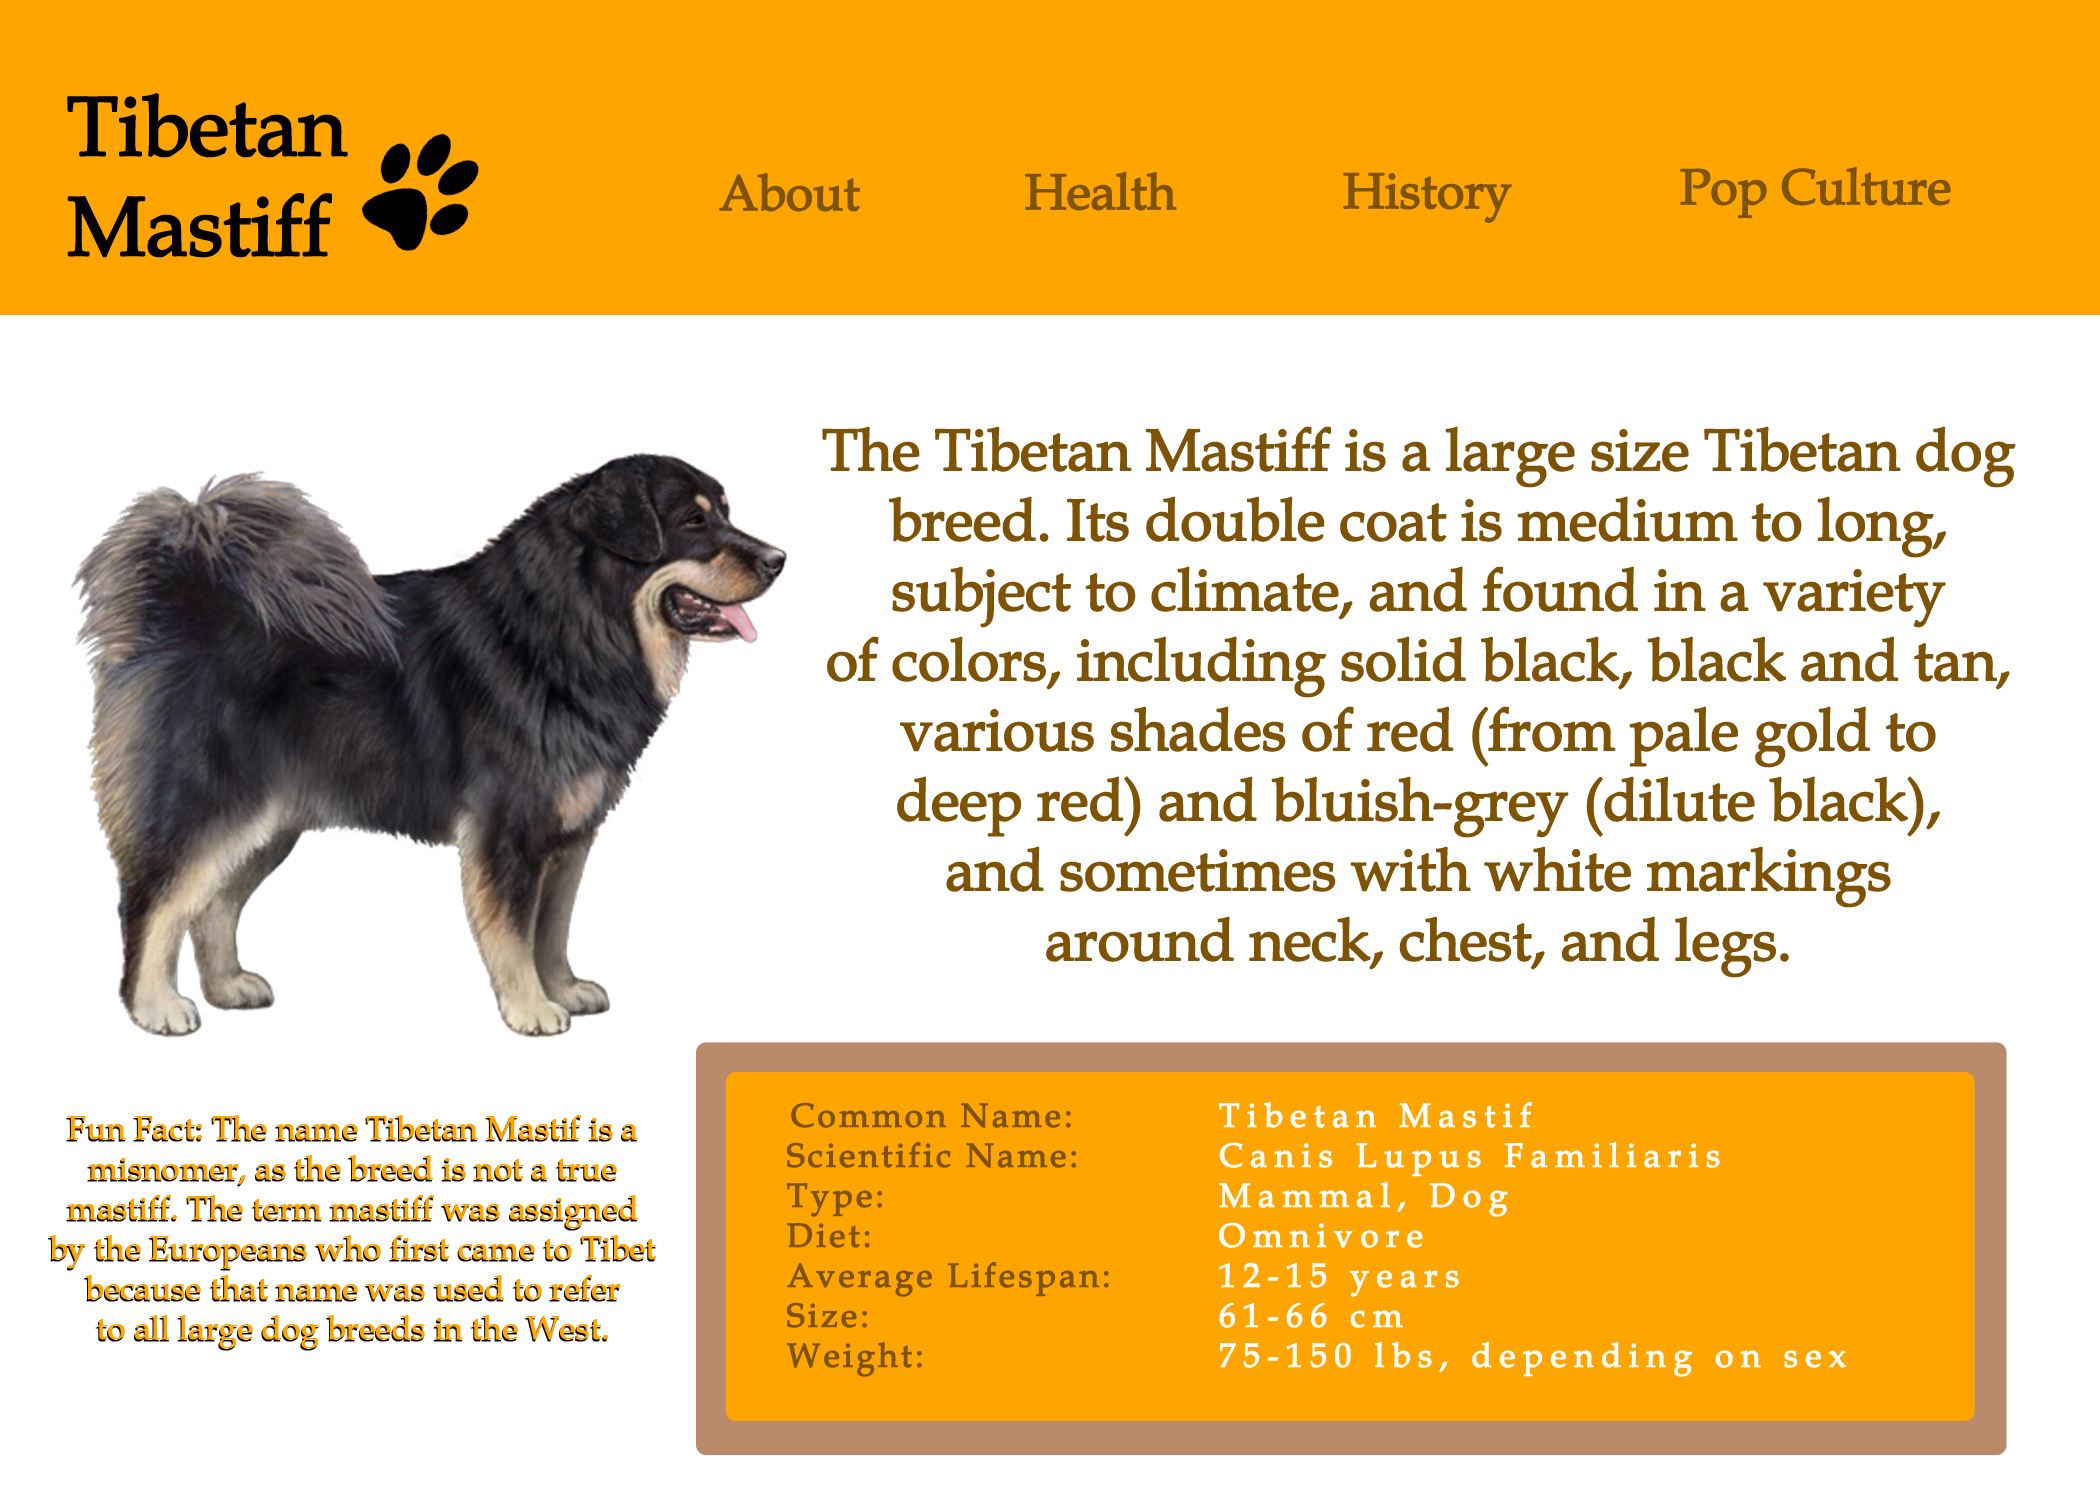 Tibetan
Mastiff
About
Health
History
Pop Culture
The Tibetan Mastiff is a large size Tibetan dog
breed. Its double coat is medium to long,
subject to climate, and found in a variety
of colors, including solid black, black and tan,
various shades of red (from pale gold to
deep red) and bluish-grey (dilute black),
and sometimes with white markings
around neck, chest, and legs.
Fun Fact: The name Tibetan Mastif is a
misnomer, as the breed is not a true
mastiff. The term mastiff was assigned
by the Europeans who first came to Tibet
because that name was used to refer
to all large dog breeds in the West.
Common Name: Tibetan Mastif
Scientific Name: Canis Lupus Familiaris
Type: Mammal, Dog
Diet: Omnivore
Average Lifespan: 12-15 years
Size: 61-66 cm
Weight: 75-150 lbs, depending on sex